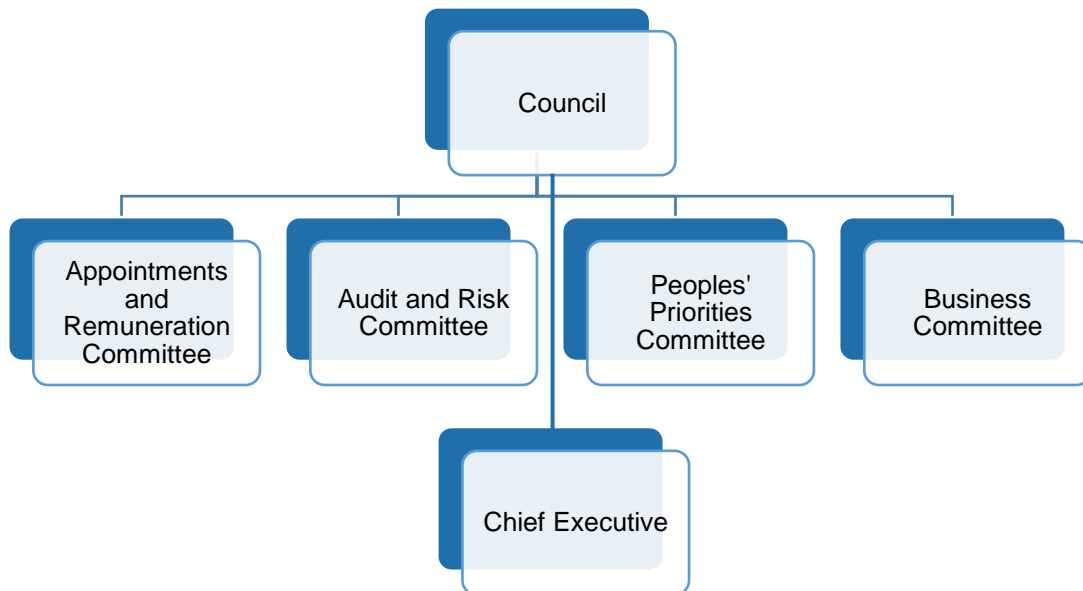 Council
Appointments
and
Remuneration
Committee
Audit and Risk
Committee
Peoples'
Priorities
Committee
Business
Committee
Chief Executive